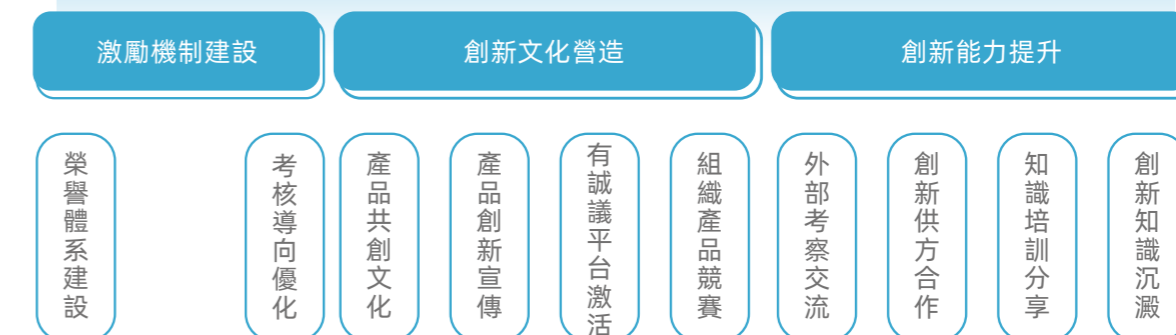 激勵機制建設
創新文化營造
創新能力提升
榮譽體系建設
考核導向優化
產品共創文化
產品創新宣傳
有誠議平台激活
組織產品競賽
外部考察交流
創新供方合作
知識培訓分享
創新知識沉澱